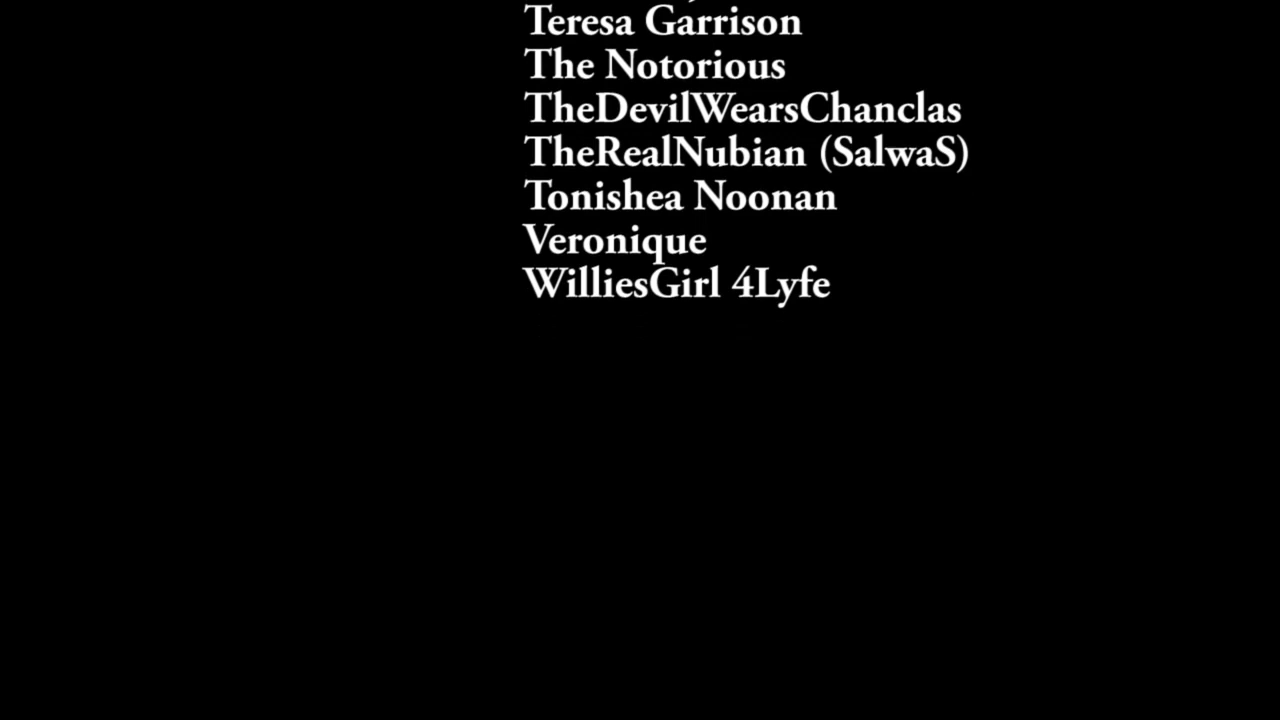 Teresa Garrison
The Notorious
TheDevilWearsChanclas
TheRealNubian (SalwaS)
Tonishea Noonan
Veronique
WilliesGirl 4Lyfe